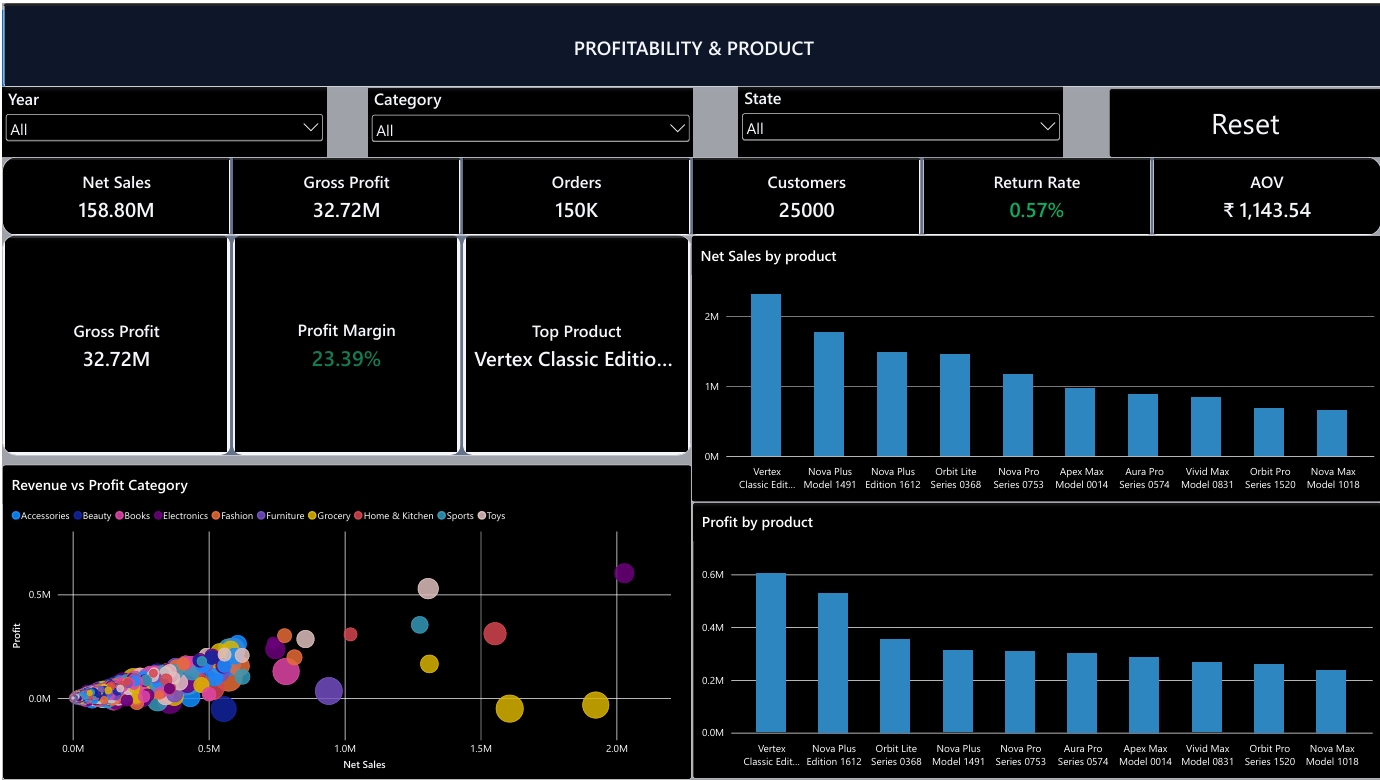 PROFITABILITY & PRODUCT
Year
All
Category
All
State
All
Reset
Net Sales
158.80M
Gross Profit
32.72M
Orders
150K
Customers
25000
Return Rate
0.57%
AOV
₹ 1,143.54
Gross Profit
32.72M
Profit Margin
23.39%
Top Product
Vertex Classic Editio...
Net Sales by product
2M
1M
0M
Vertex
Classic Edit...
Nova Plus
Model 1491
Nova Plus
Edition 1612
Orbit Lite
Series 0368
Nova Pro
Series 0753
Apex Max
Model 0014
Aura Pro
Series 0574
Vivid Max
Model 0831
Orbit Pro
Series 1520
Nova Max
Model 1018
Revenue vs Profit Category
Accessories Beauty Books Electronics Fashion Furniture Grocery Home & Kitchen Sports Toys
Profit
0.5M
0.0M
0.0M 0.5M 1.0M 1.5M 2.0M
Net Sales
Profit by product
0.6M
0.4M
0.2M
0.0M
Vertex
Classic Edit...
Nova Plus
Edition 1612
Orbit Lite
Series 0368
Nova Plus
Model 1491
Nova Pro
Series 0753
Aura Pro
Series 0574
Apex Max
Model 0014
Vivid Max
Model 0831
Orbit Pro
Series 1520
Nova Max
Model 1018